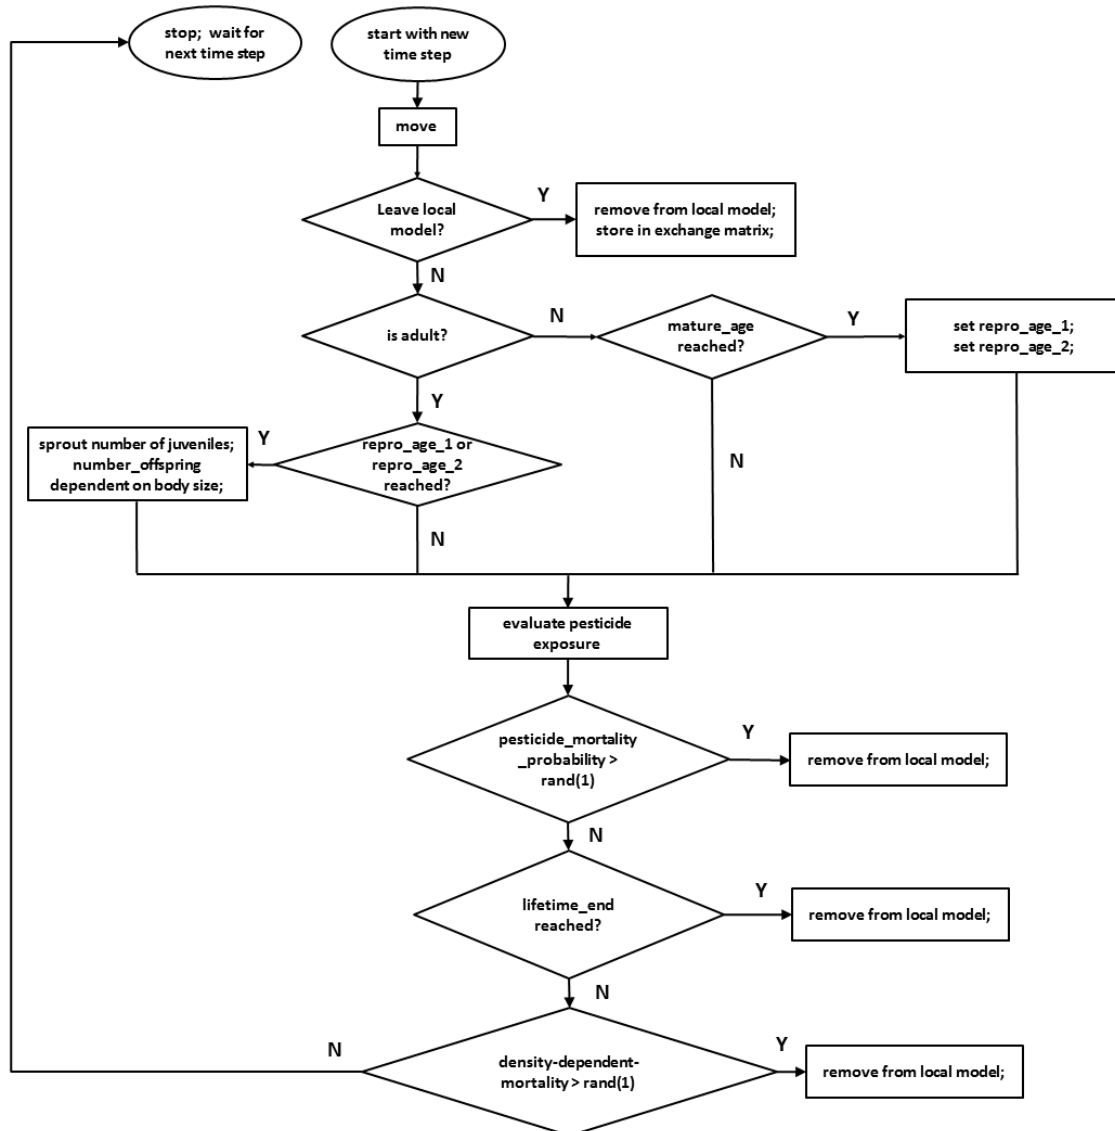 stop;  wait for
next time step
start with new
time step
move
Leave local
model?
Y
remove from local model;
store in exchange matrix;
N
is adult?
N
mature_age
reached?
Y
set repro_age_1;
set repro_age_2;
Y
N
sprout number of juveniles;
number_offspring
dependent on body size;
Y
repro_age_1 or
repro_age_2
reached?
N
evaluate pesticide
exposure
pesticide_mortality
_probability >
rand(1)
Y
remove from local model;
N
lifetime_end
reached?
Y
remove from local model;
N
density-dependent-
mortality > rand(1)
N
Y
remove from local model;